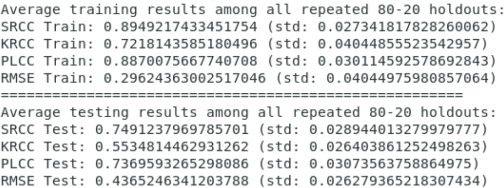 Average training results among all repeated 80-20 holdouts:
SRCC Train: 0.8949217433451754 (std: 0.027341817828260062)
KRCC Train: 0.7218143585180496 (std: 0.04044855523542957)
PLCC Train: 0.8870075667740708 (std: 0.030114592578692843)
RMSE Train: 0.29624363002517046 (std: 0.04044975980857064)
======================================================
Average testing results among all repeated 80-20 holdouts:
SRCC Test: 0.7491237969785701 (std: 0.028944013279979777)
KRCC Test: 0.5534814462931262 (std: 0.026403861252498263)
PLCC Test: 0.7369593265298086 (std: 0.03073563758864975)
RMSE Test: 0.4365246341203788 (std: 0.026279365218307434)